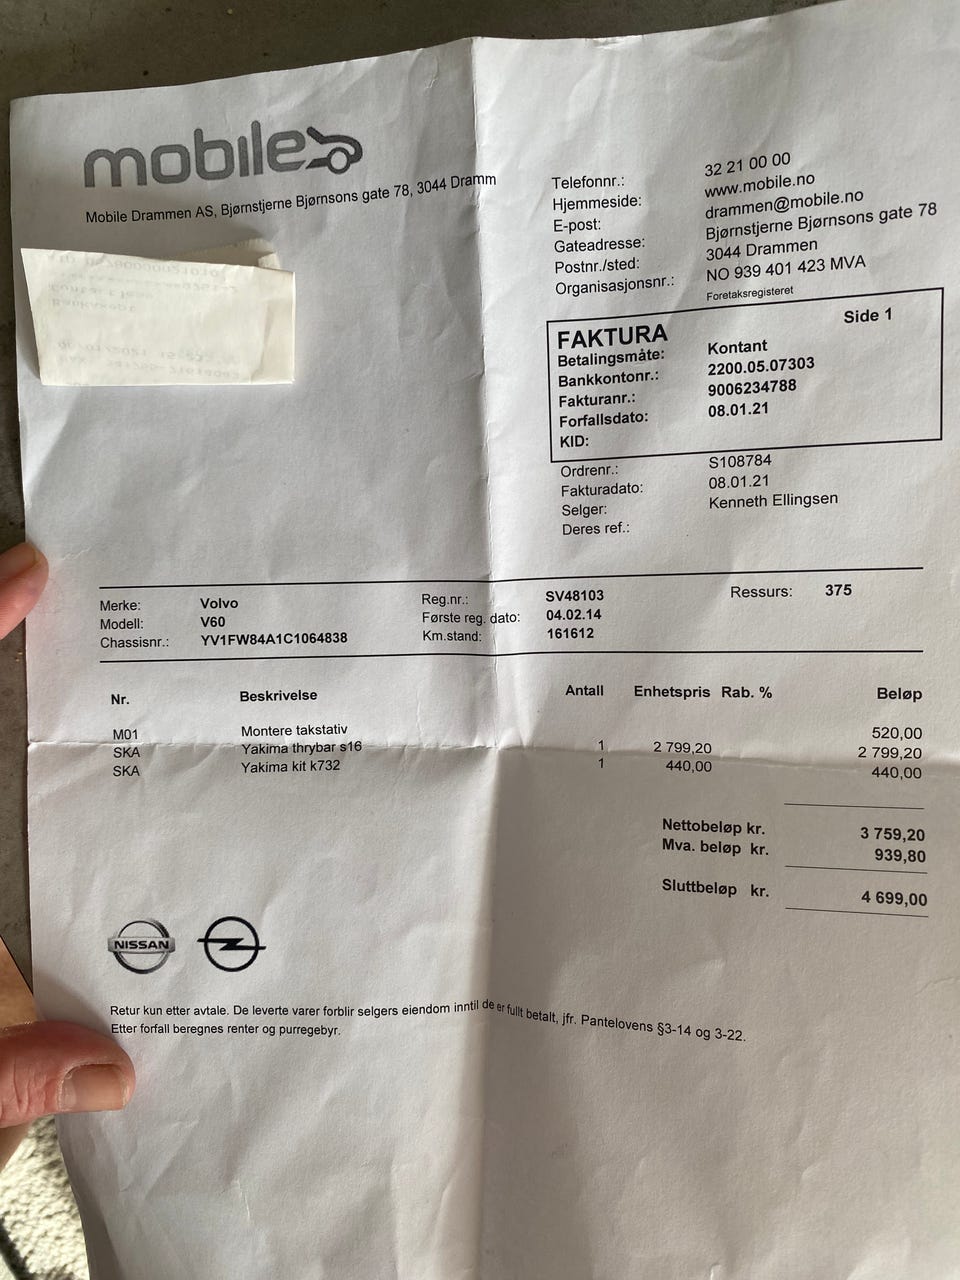 mobile
Mobile Drammen AS, Bjørnstjerne Bjørnsons gate 78, 3044 Dramm
Telefonnr.: 32 21 00 00
Hjemmeside: www.mobile.no
E-post: drammen@mobile.no
Gateadresse: Bjørnstjerne Bjørnsons gate 78
Postnr./sted: 3044 Drammen
Organisasjonsnr.: NO 939 401 423 MVA
Foretaksregisteret
FAKTURA Side 1
Betalingsmåte: Kontant
Bankkontonr.: 2200.05.07303
Fakturanr.: 9006234788
Forfallsdato: 08.01.21
KID:
Ordrenr.: S108784
Fakturadato: 08.01.21
Selger: Kenneth Ellingsen
Deres ref.:
Merke: Volvo Reg.nr.: SV48103 Ressurs: 375
Modell: V60 Første reg. dato: 04.02.14
Chassisnr.: YV1FW84A1C1064838 Km.stand: 161612
Nr. Beskrivelse Antall Enhetspris Rab. % Beløp
M01 Montere takstativ 520,00
SKA Yakima thrybar s16 1 2 799,20 2 799,20
SKA Yakima kit k732 1 440,00 440,00
Nettobeløp kr. 3 759,20
Mva. beløp kr. 939,80
Sluttbeløp kr. 4 699,00
NISSAN
Retur kun etter avtale. De leverte varer forblir selgers eiendom inntil de er fullt betalt, jfr. Pantelovens §3-14 og 3-22.
Etter forfall beregnes renter og purregebyr.